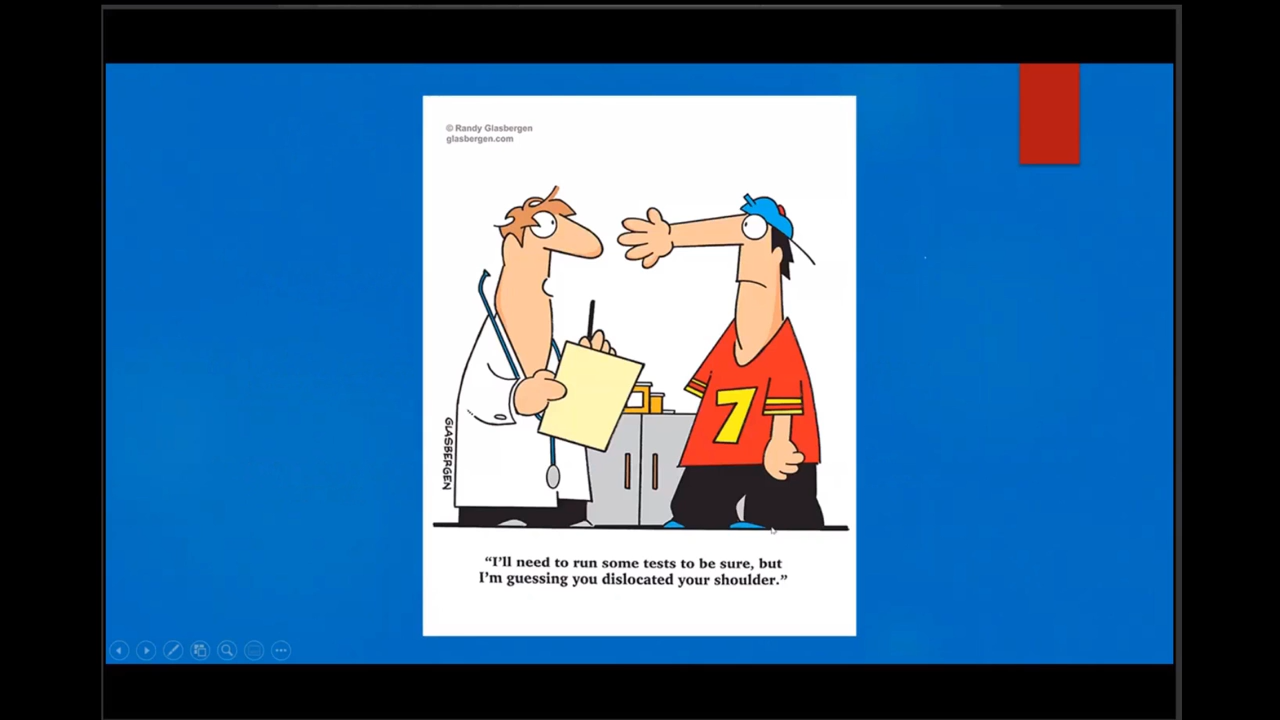 © Randy Glasbergen
glasbergen.com
7
GLASBERGEN
“I’ll need to run some tests to be sure, but
I’m guessing you dislocated your shoulder.”